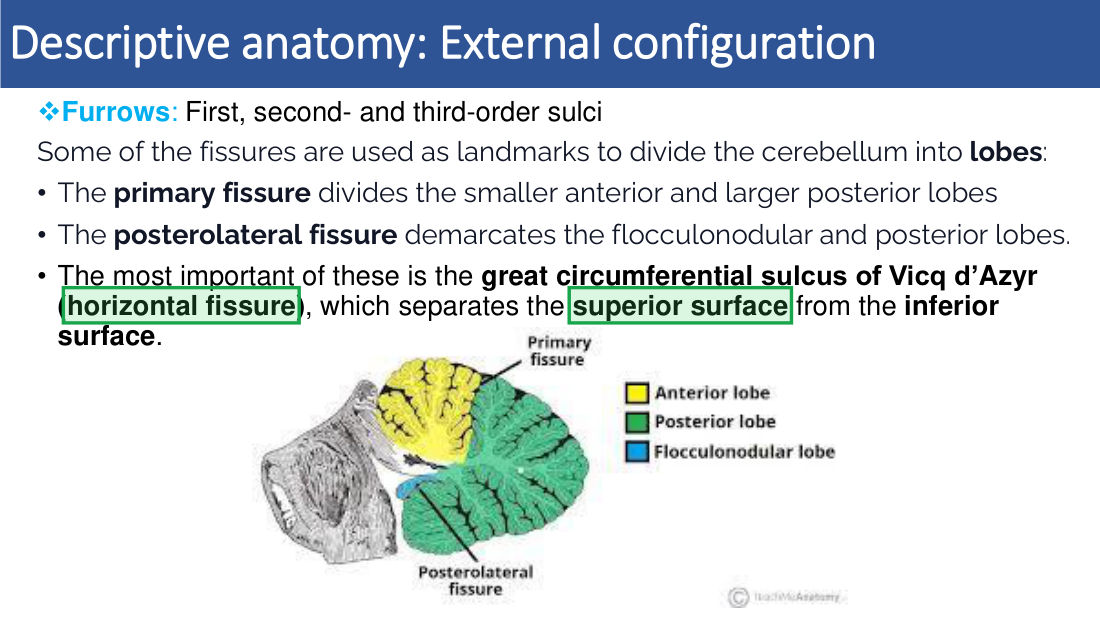 Descriptive anatomy: External configuration
❖Furrows: First, second- and third-order sulci
Some of the fissures are used as landmarks to divide the cerebellum into lobes:
• The primary fissure divides the smaller anterior and larger posterior lobes
• The posterolateral fissure demarcates the flocculonodular and posterior lobes.
• The most important of these is the great circumferential sulcus of Vicq d’Azyr
(horizontal fissure), which separates the superior surface from the inferior
surface.
Primary
fissure
Anterior lobe
Posterior lobe
Flocculonodular lobe
Posterolateral
fissure
© TeachMeAnatomy